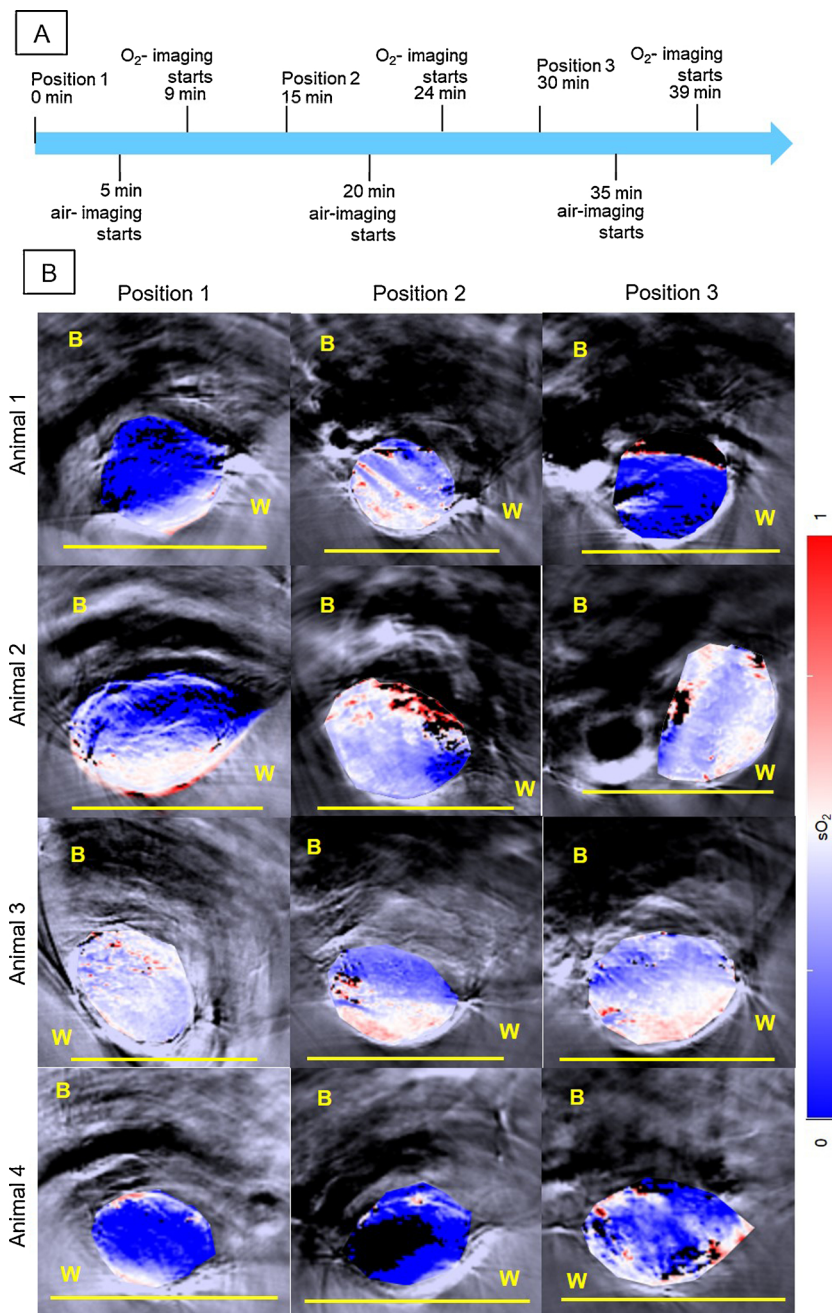 A
Position 1
0 min
O₂- imaging
starts
9 min
Position 2
15 min
O₂- imaging
starts
24 min
Position 3
30 min
O₂- imaging
starts
39 min
5 min
air- imaging
starts
20 min
air-imaging
starts
35 min
air-imaging
starts
B
Position 1
Position 2
Position 3
Animal 1
B
W
B
W
B
W
Animal 2
B
W
B
W
B
W
Animal 3
B
W
B
W
B
W
Animal 4
B
W
B
W
B
W
1
sO₂
0